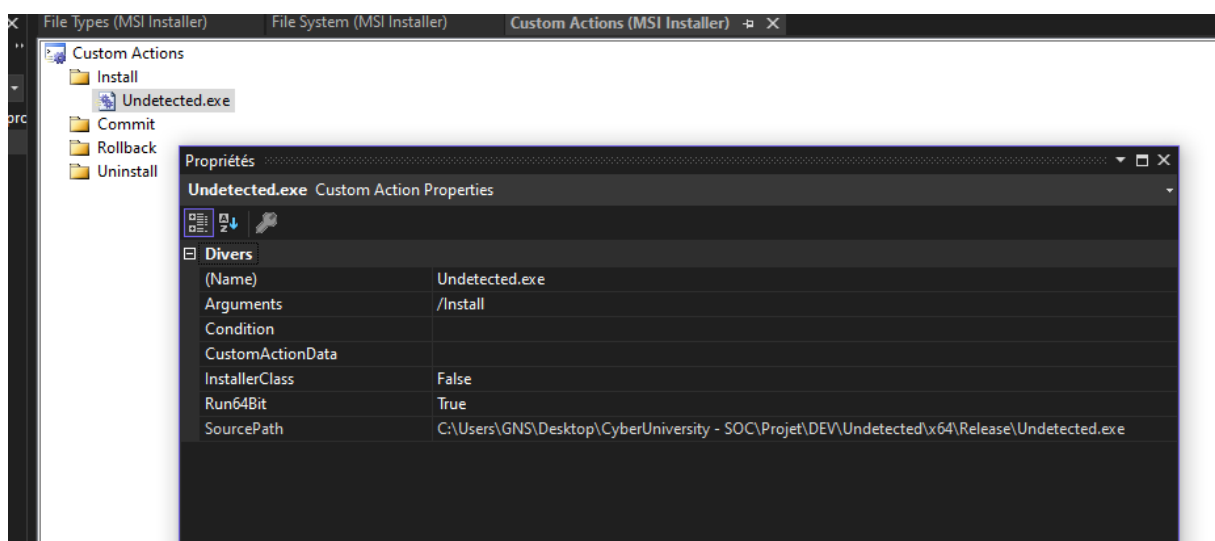 File Types (MSI Installer) File System (MSI Installer) Custom Actions (MSI Installer)
Custom Actions
Install
Undetected.exe
Commit
Rollback
Uninstall
Propriétés
Undetected.exe Custom Action Properties
Divers
(Name) Undetected.exe
Arguments /Install
Condition
CustomActionData
InstallerClass False
Run64Bit True
SourcePath C:\Users\GNS\Desktop\CyberUniversity - SOC\Projet\DEV\Undetected\x64\Release\Undetected.exe